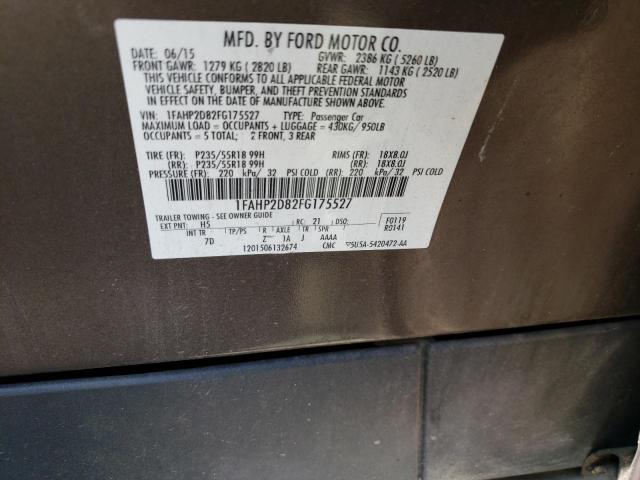 MFD. BY FORD MOTOR CO.
DATE: 06/15 GVWR: 2386 KG ( 5260 LB)
FRONT GAWR: 1279 KG ( 2820 LB) REAR GAWR: 1143 KG ( 2520 LB)
THIS VEHICLE CONFORMS TO ALL APPLICABLE FEDERAL MOTOR
VEHICLE SAFETY, BUMPER, AND THEFT PREVENTION STANDARDS
IN EFFECT ON THE DATE OF MANUFACTURE SHOWN ABOVE.
VIN: 1FAHP2D82FG175527 TYPE: Passenger Car
MAXIMUM LOAD = OCCUPANTS + LUGGAGE = 430KG/ 950LB
OCCUPANTS = 5 TOTAL; 2 FRONT, 3 REAR
TIRE (FR): P235/55R18 99H RIMS (FR): 18X8.0J
(RR): P235/55R18 99H (RR): 18X8.0J
PRESSURE (FR): 220 kPa/ 32 PSI COLD (RR): 220 kPa/ 32 PSI COLD
1FAHP2D82FG175527
TRAILER TOWING - SEE OWNER GUIDE
EXT PNT: H5 RC: 21 DSO: F0119
R0141
INT TR TP/PS R AXLE TR SPR
7D Z 1A J AAAA
1201506132674 CMC 5U5A-5420472-AA